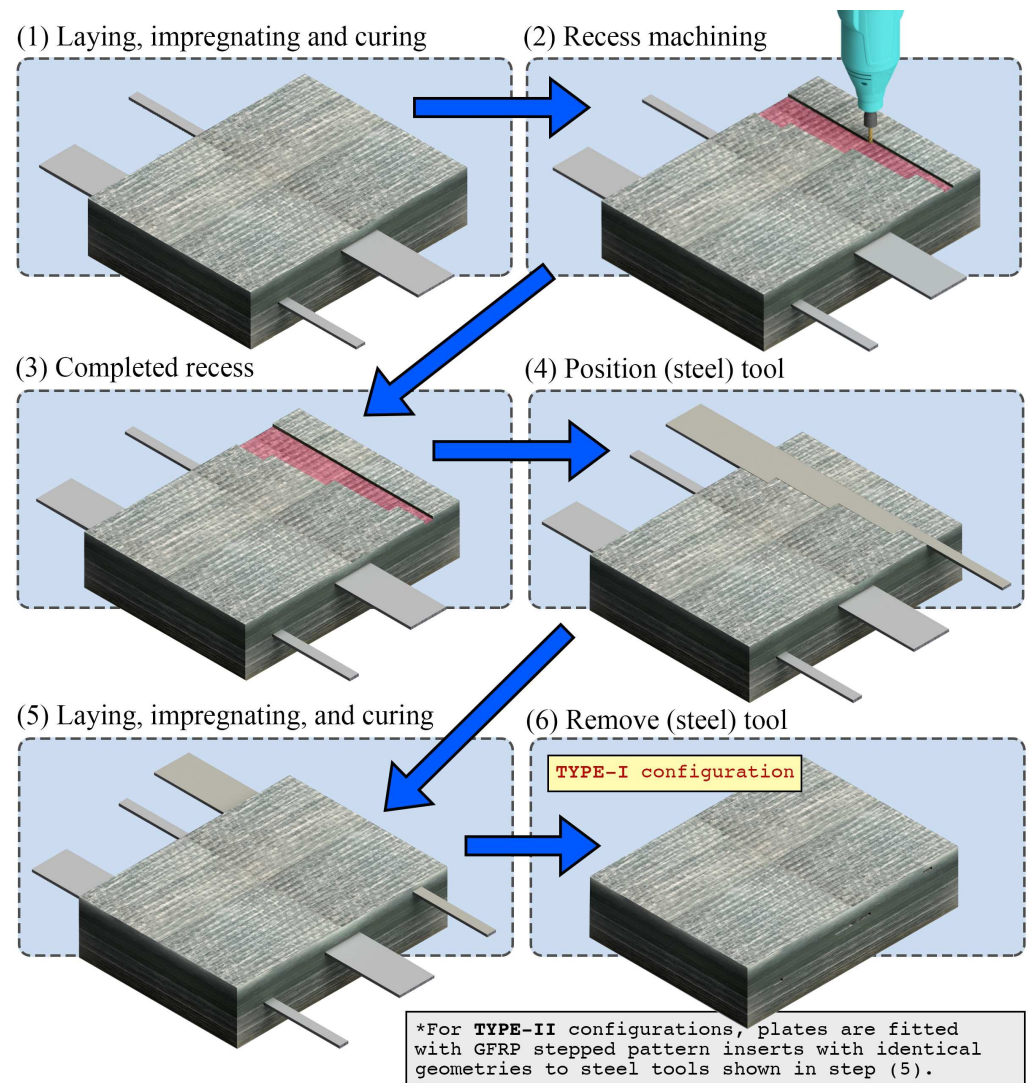 (1) Laying, impregnating and curing
(2) Recess machining
(3) Completed recess
(4) Position (steel) tool
(5) Laying, impregnating, and curing
(6) Remove (steel) tool
TYPE-I configuration
*For TYPE-II configurations, plates are fitted
with GFRP stepped pattern inserts with identical
geometries to steel tools shown in step (5).